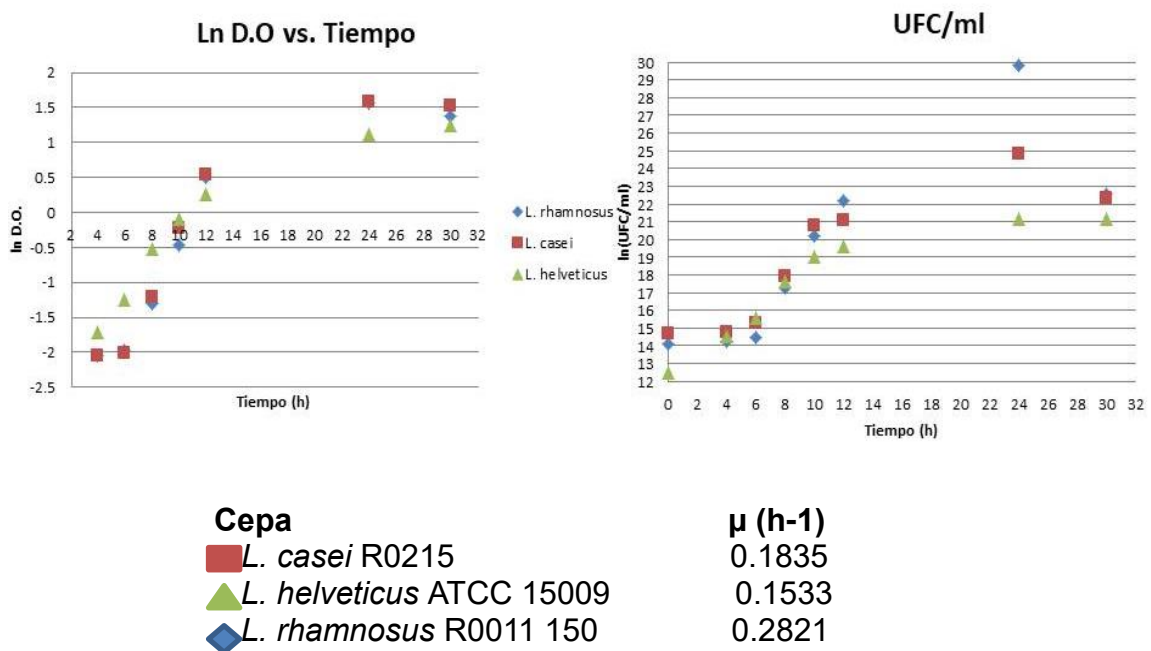 Ln D.O vs. Tiempo
2
1.5
1
0.5
0
-0.5
-1
-1.5
-2
-2.5
ln D.O.
2 4 6 8 10 12 14 16 18 20 22 24 26 28 30 32
Tiempo (h)
L. rhamnosus
L. casei
L. helveticus
UFC/ml
30
29
28
27
26
25
24
23
22
21
20
19
18
17
16
15
14
13
12
ln(UFC/ml)
0 2 4 6 8 10 12 14 16 18 20 22 24 26 28 30 32
Tiempo (h)
Cepa µ (h-1)
L. casei R0215 0.1835
L. helveticus ATCC 15009 0.1533
L. rhamnosus R0011 150 0.2821